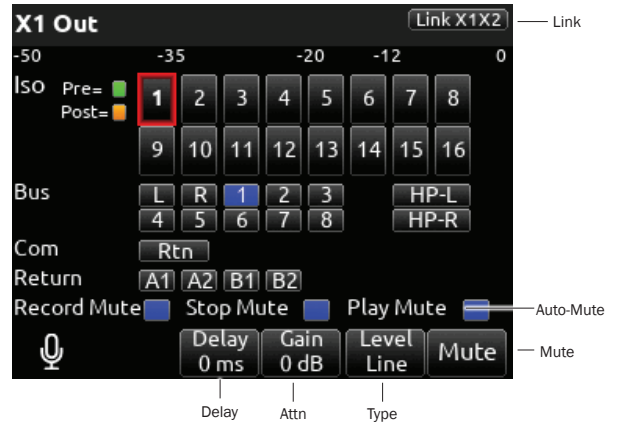 X1 Out Link X1X2 Link
-50 -35 -20 -12 0
Iso Pre= 1 2 3 4 5 6 7 8
Post=
9 10 11 12 13 14 15 16
Bus L R 1 2 3 HP-L
4 5 6 7 8 HP-R
Com Rtn
Return A1 A2 B1 B2
Record Mute Stop Mute Play Mute Auto-Mute
Delay Gain Level Mute Mute
0 ms 0 dB Line
Delay Attn Type